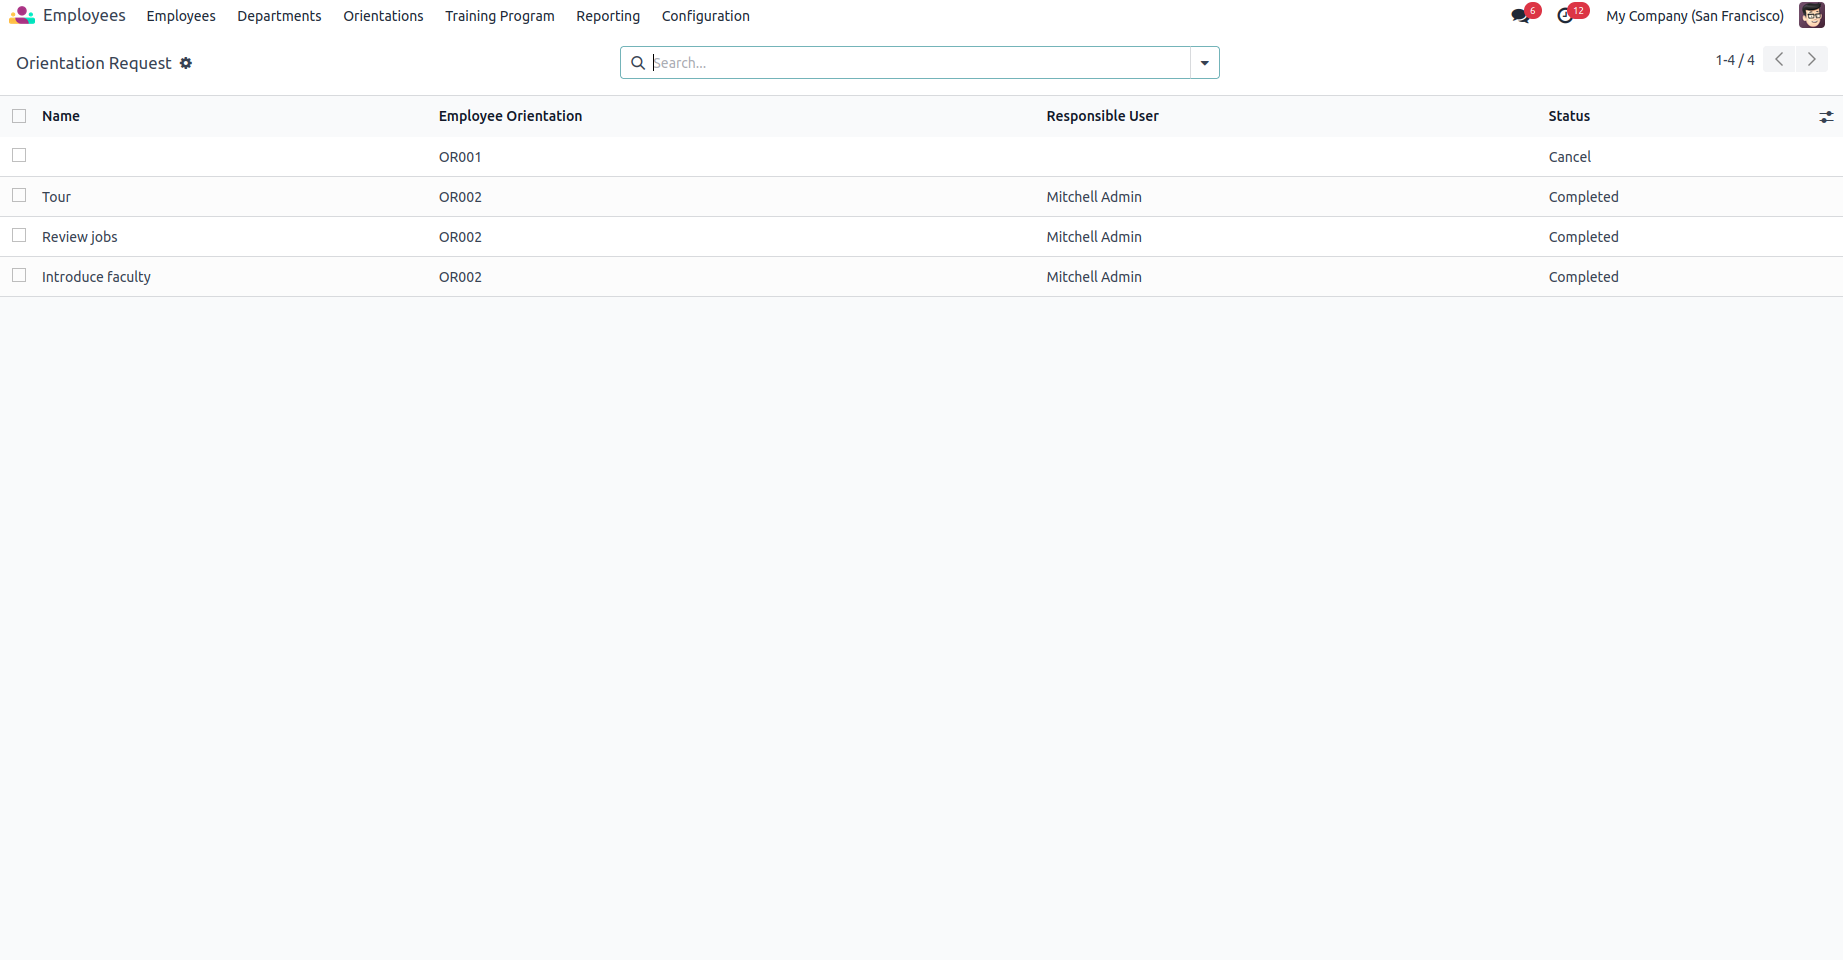 Employees Employees Departments Orientations Training Program Reporting Configuration 6 12 My Company (San Francisco)
Orientation Request Search... 1-4 / 4
Name Employee Orientation Responsible User Status
OR001 Cancel
Tour OR002 Mitchell Admin Completed
Review jobs OR002 Mitchell Admin Completed
Introduce faculty OR002 Mitchell Admin Completed